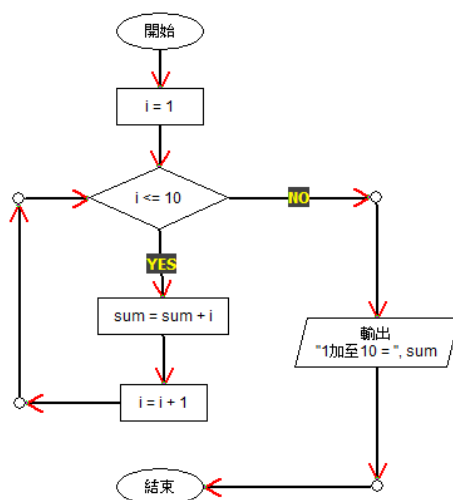 開始
i = 1
i <= 10
NO
YES
sum = sum + i
輸出
"1加至10 = ", sum
i = i + 1
結束